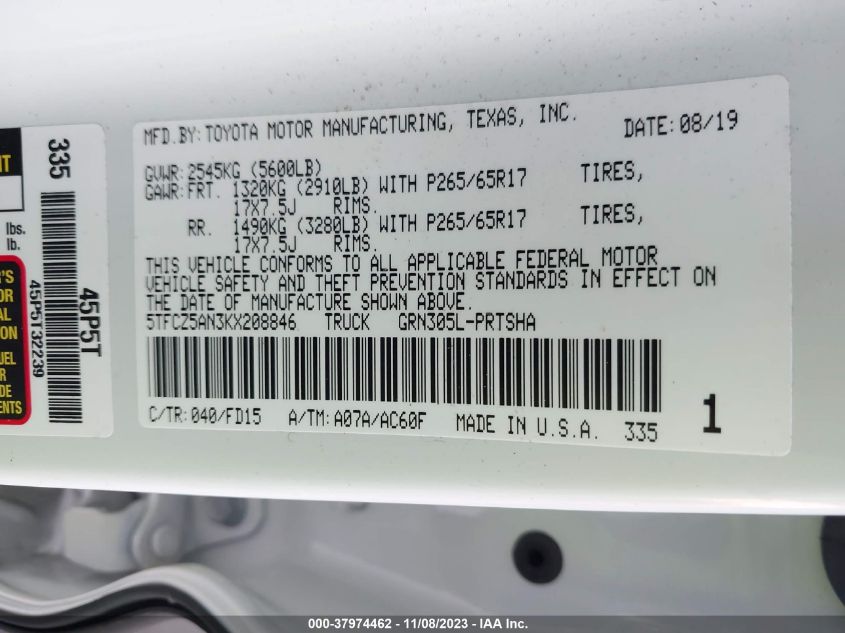 MFD.BY:TOYOTA MOTOR MANUFACTURING, TEXAS, INC. DATE:08/19
GVWR:2545KG (5600LB)
GAWR:FRT. 1320KG (2910LB) WITH P265/65R17 TIRES,
17X7.5J RIMS.
RR. 1490KG (3280LB) WITH P265/65R17 TIRES,
17X7.5J RIMS.
THIS VEHICLE CONFORMS TO ALL APPLICABLE FEDERAL MOTOR
VEHICLE SAFETY AND THEFT PREVENTION STANDARDS IN EFFECT ON
THE DATE OF MANUFACTURE SHOWN ABOVE.
5TFCZ5AN3KX208846 TRUCK GRN305L-PRTSHA
C/TR:040/FD15 A/TM:A07A/AC60F MADE IN U.S.A. 335 1
335
45P5T32239
45P5T
lbs.
lb.
000-37974462 - 11/08/2023 - IAA Inc.